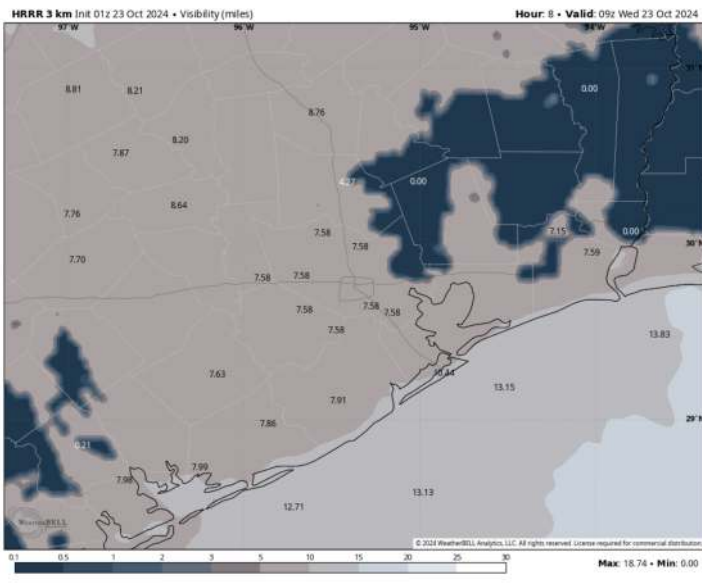 HRRR 3 km Init 01z 23 Oct 2024 • Visibility (miles) Hour: 8 • Valid: 09z Wed 23 Oct 2024
97°W 96°W 95°W 94°W
31°N
8.81 8.21 0.00
8.76
8.20
7.87
4.27 0.00
8.64
7.76
7.58 7.15 0.00
7.58 30°N
7.70 7.59
7.58 7.58
7.58 7.58 7.58
7.58 13.83
7.63 10.44
13.15
7.91
7.86 29°N
0.21
7.99
7.98
13.13
12.71
WeatherBELL
© 2024 WeatherBELL Analytics, LLC. All rights reserved. License required for commercial distribution.
0.1 0.5 1 2 3 5 10 15 20 25 30
Max: 18.74 • Min: 0.00